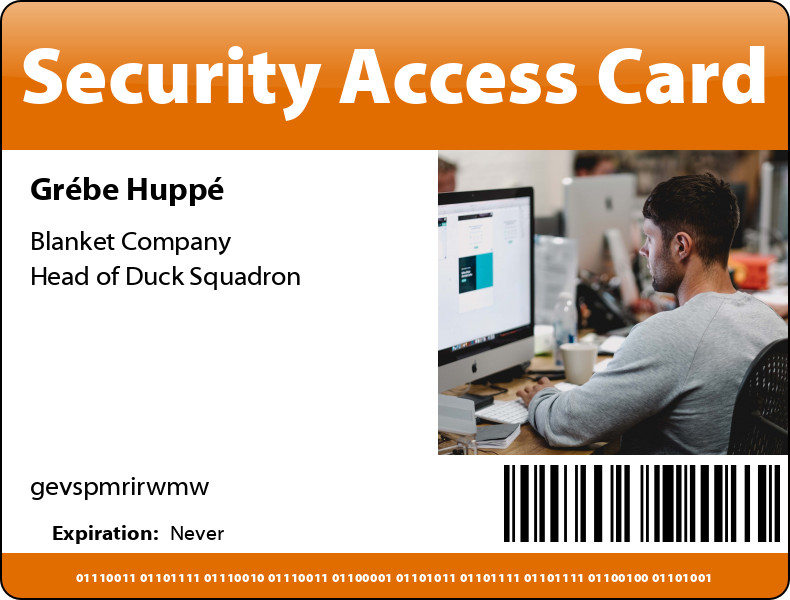 Security Access Card
Grébe Huppé
Blanket Company
Head of Duck Squadron
gevspmrirwmw
Expiration: Never
01110011 01101111 01110010 01110011 01100001 01101011 01101111 01101111 01100100 01101001